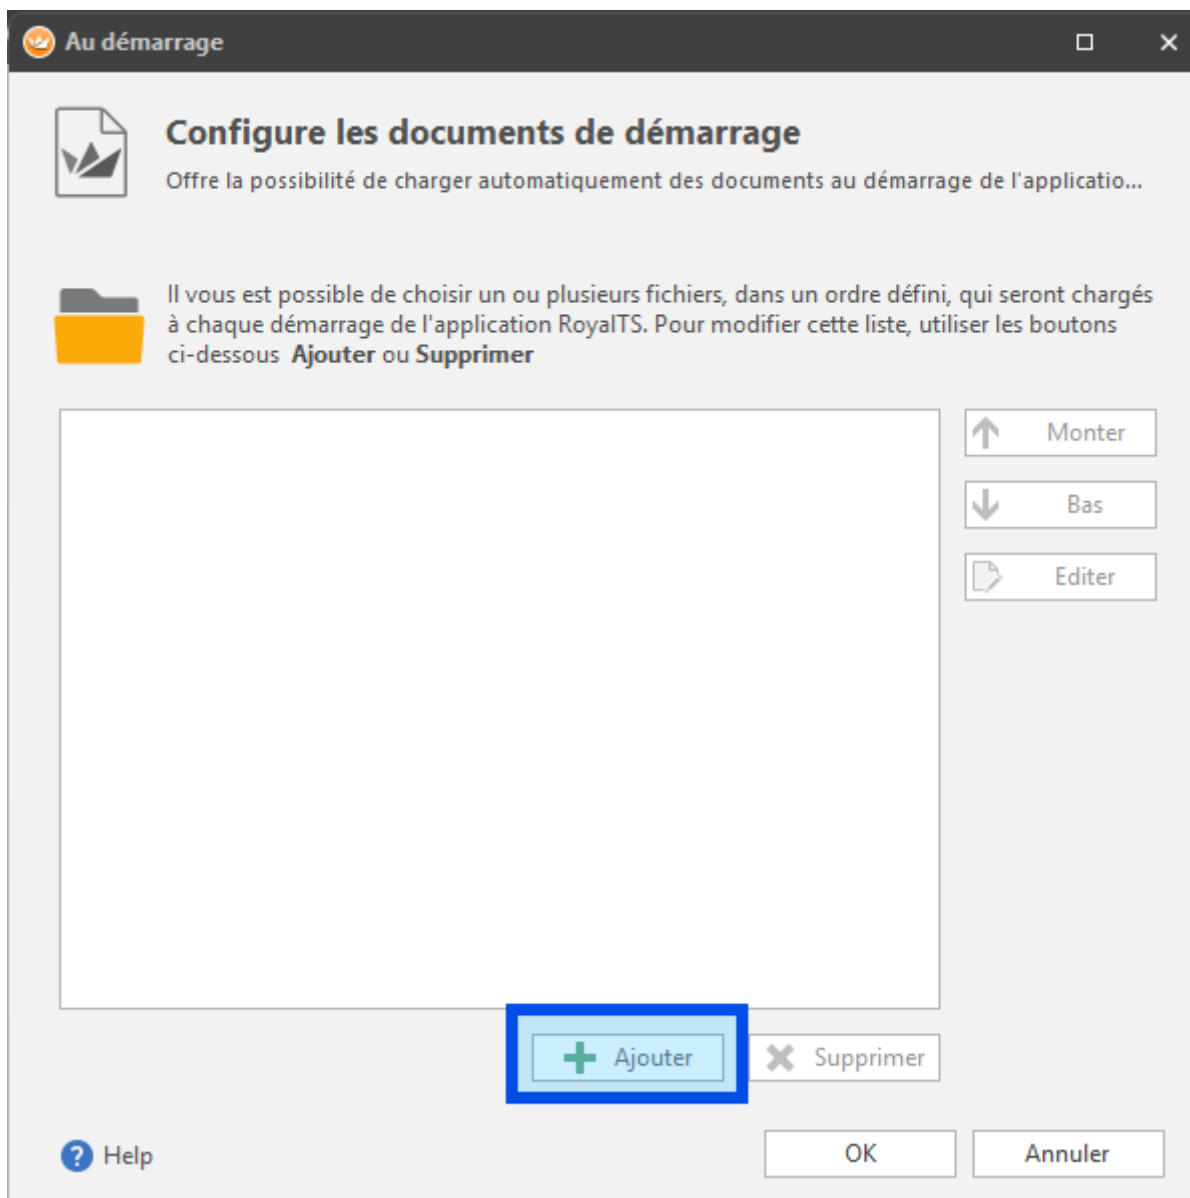 Au démarrage
Configure les documents de démarrage
Offre la possibilité de charger automatiquement des documents au démarrage de l'applicatio...
Il vous est possible de choisir un ou plusieurs fichiers, dans un ordre défini, qui seront chargés
à chaque démarrage de l'application RoyalTS. Pour modifier cette liste, utiliser les boutons
ci-dessous Ajouter ou Supprimer
Monter
Bas
Editer
Ajouter
Supprimer
Help
OK
Annuler